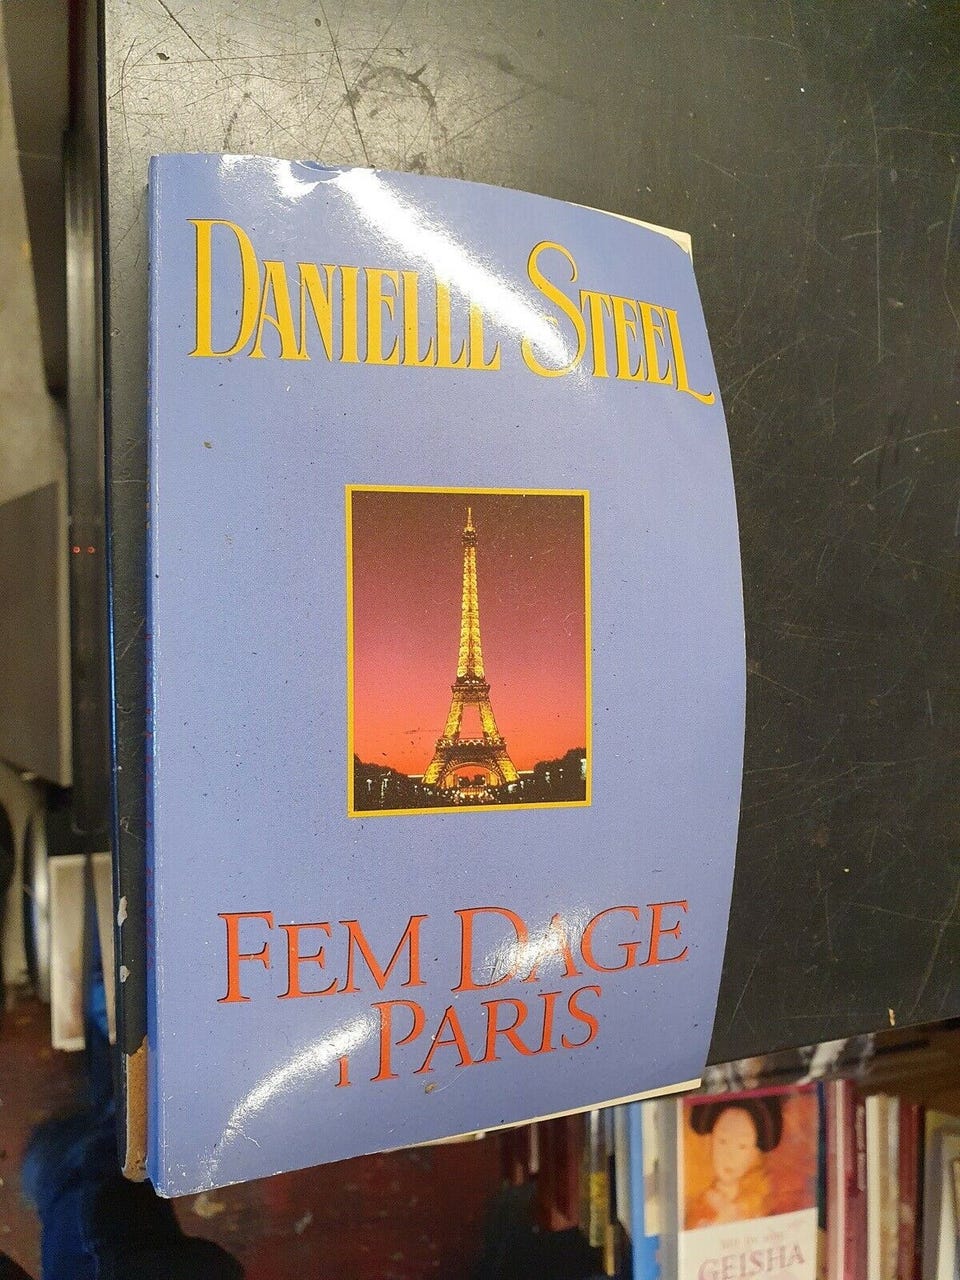 DANIELLE STEEL
FEM DAGE
I PARIS
GEISHA